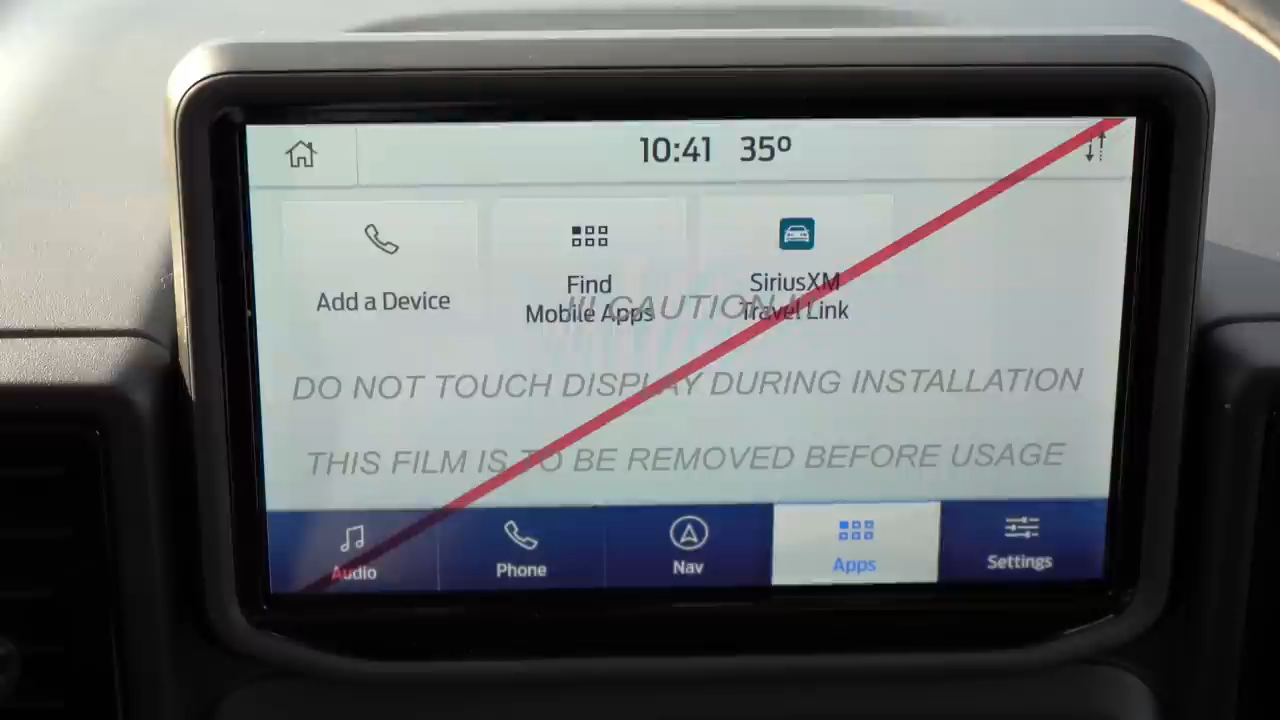 10:41 35º
Add a Device
Find
Mobile Apps
SiriusXM
Travel Link
!!! CAUTION !!!
DO NOT TOUCH DISPLAY DURING INSTALLATION
THIS FILM IS TO BE REMOVED BEFORE USAGE
Audio
Phone
Nav
Apps
Settings